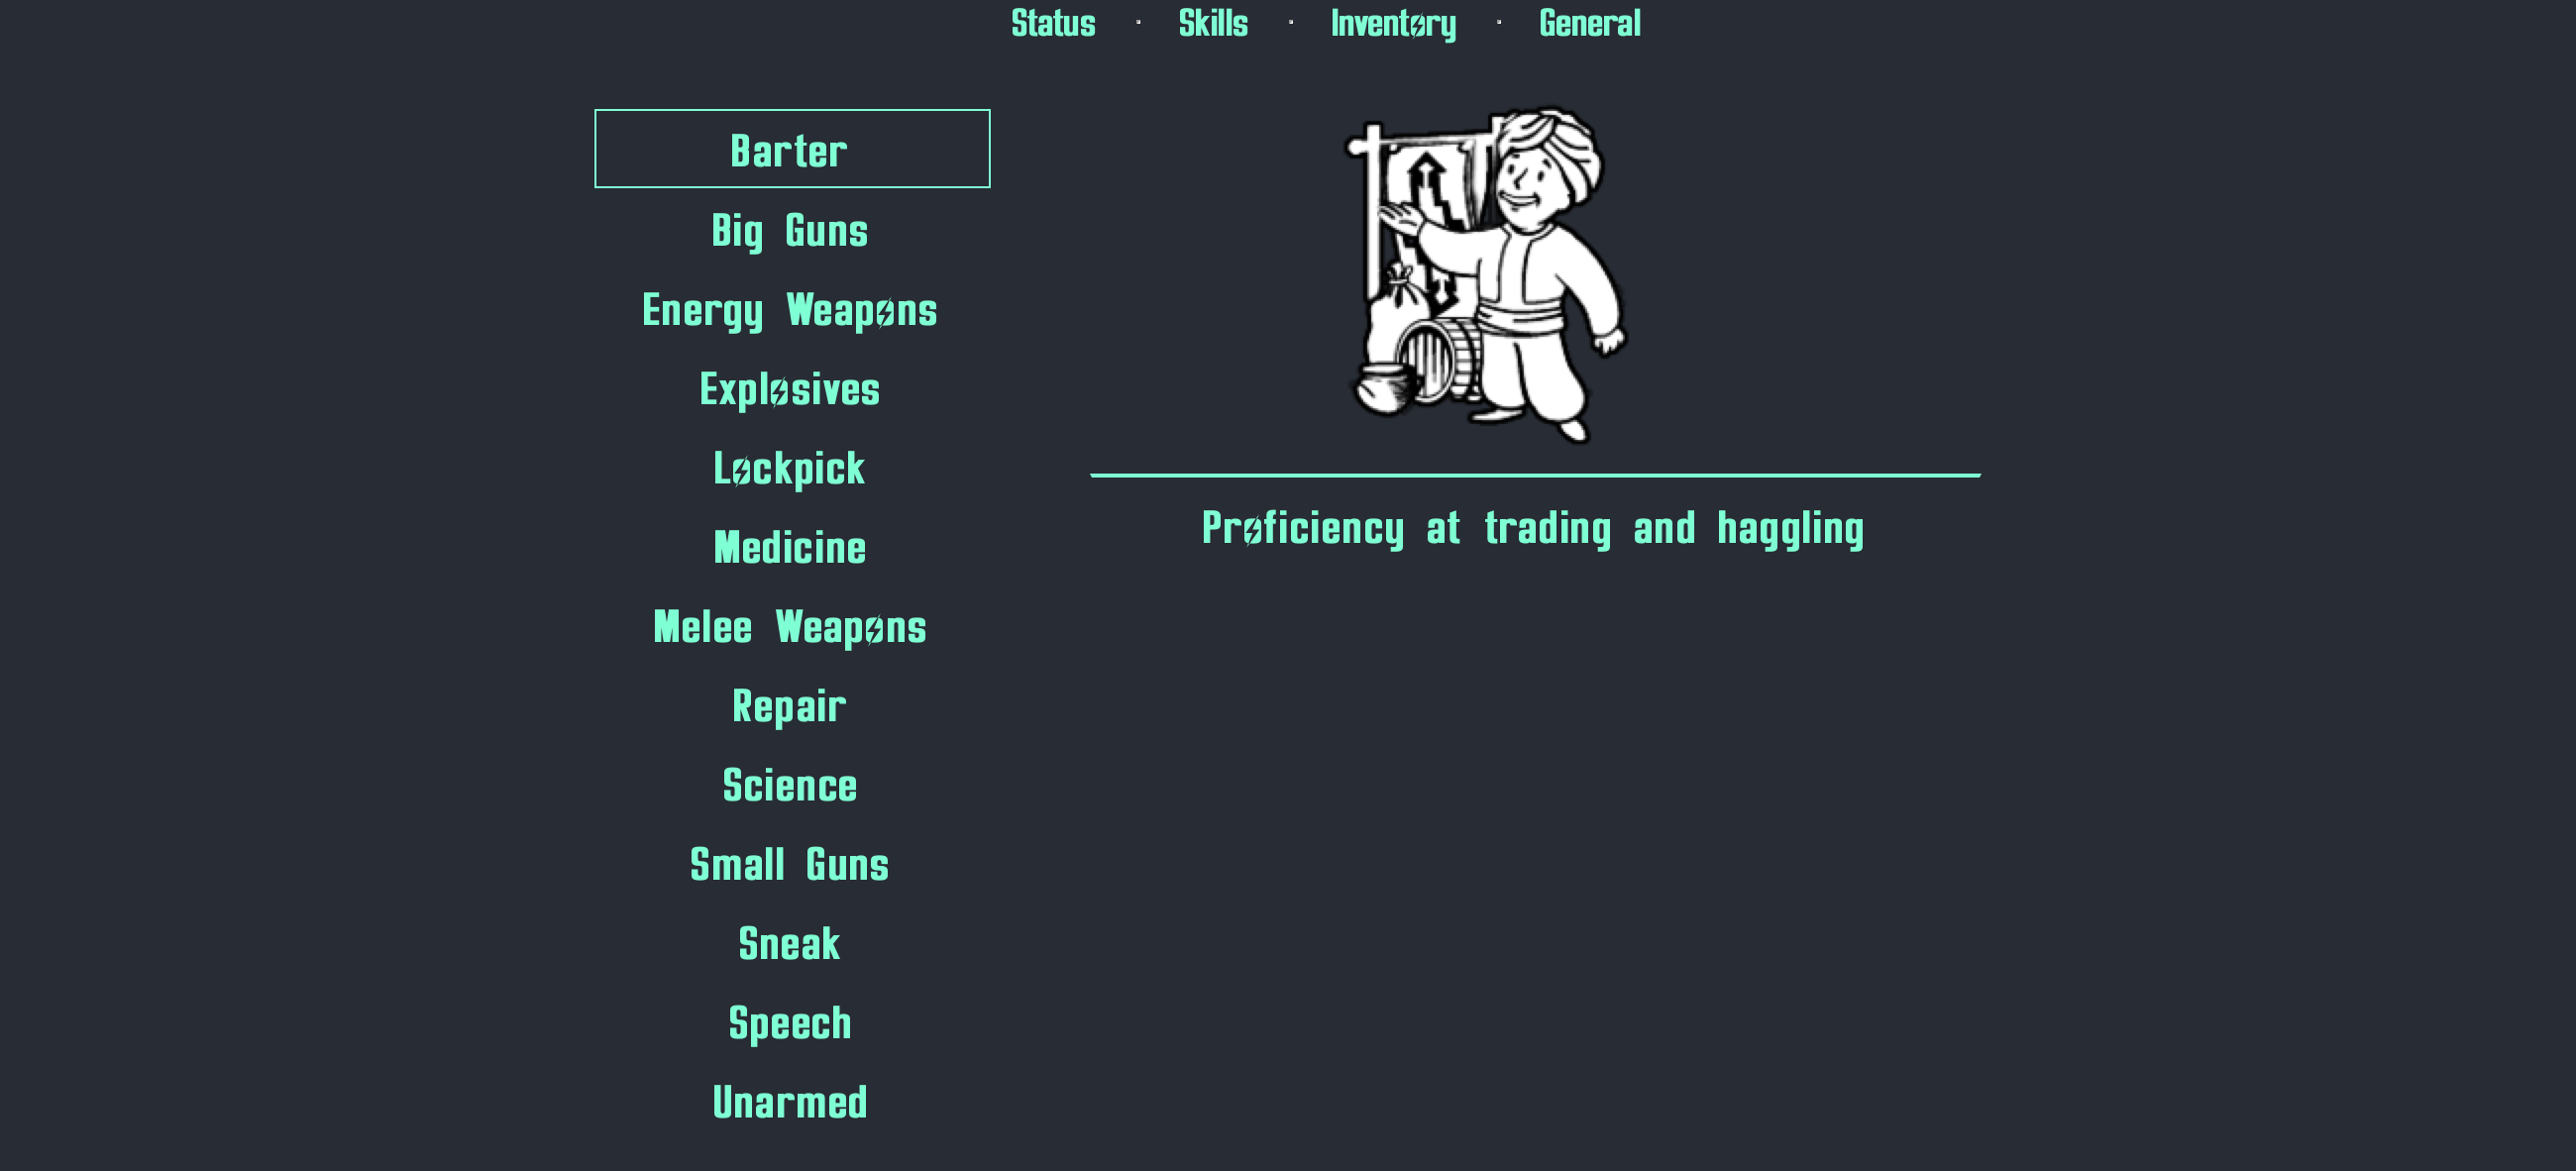 Status · Skills · Inventory · General
Barter
Big Guns
Energy Weapons
Explosives
Lockpick
Medicine
Melee Weapons
Repair
Science
Small Guns
Sneak
Speech
Unarmed
Proficiency at trading and haggling